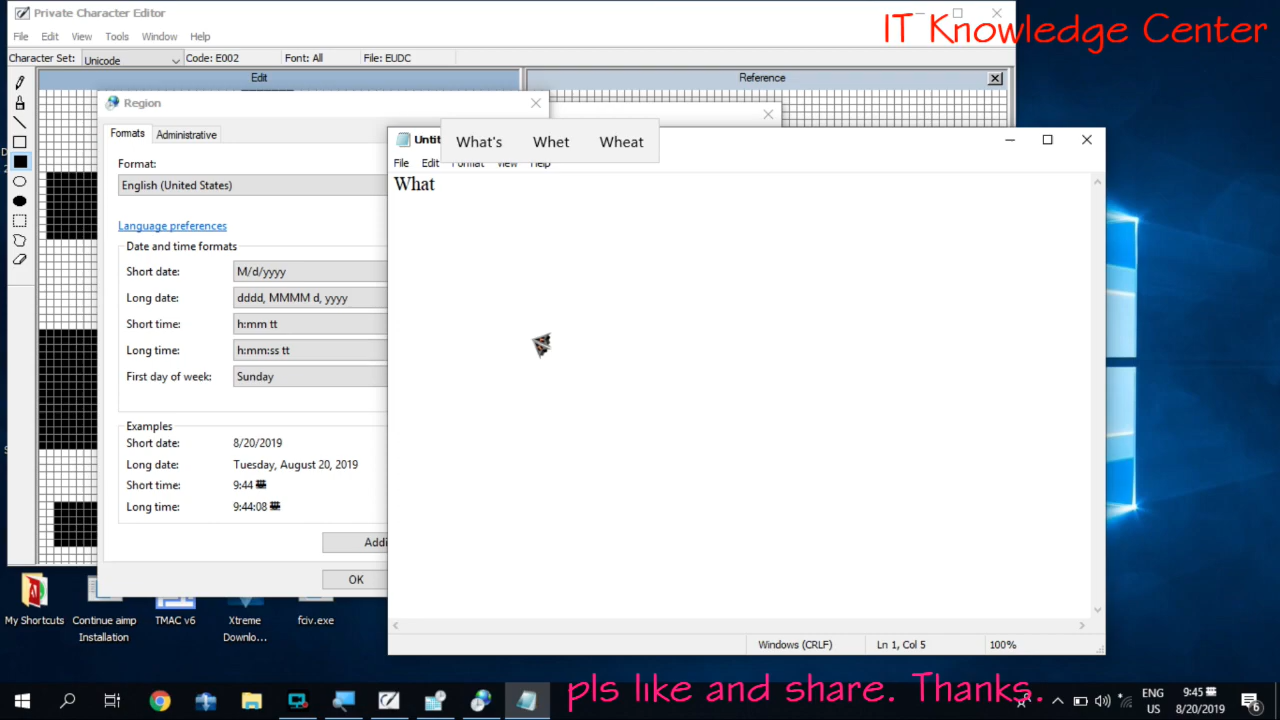 Private Character Editor
IT Knowledge Center
File Edit View Tools Window Help
Character Set: Unicode Code: E002 Font: All File: EUDC
Edit
Reference
Region
Formats Administrative
Format:
English (United States)
Language preferences
Date and time formats
Short date: M/d/yyyy
Long date: dddd, MMMM d, yyyy
Short time: h:mm tt
Long time: h:mm:ss tt
First day of week: Sunday
Examples
Short date: 8/20/2019
Long date: Tuesday, August 20, 2019
Short time: 9:44
Long time: 9:44:08
Addi
OK
Untit
What's Whet Wheat
File Edit Format View Help
What
Windows (CRLF) Ln 1, Col 5 100%
My Shortcuts
Continue aimp
Installation
TMAC v6
Xtreme
Downlo...
fciv.exe
pls like and share. Thanks.
ENG
US
9:45
8/20/2019
6